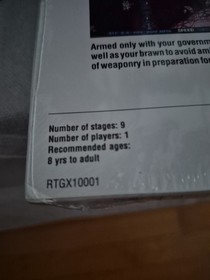 Armed only with your governm
well as your brawn to avoid am
of weaponry in preparation fo
Number of stages: 9
Number of players: 1
Recommended ages:
8 yrs to adult
RTGX10001